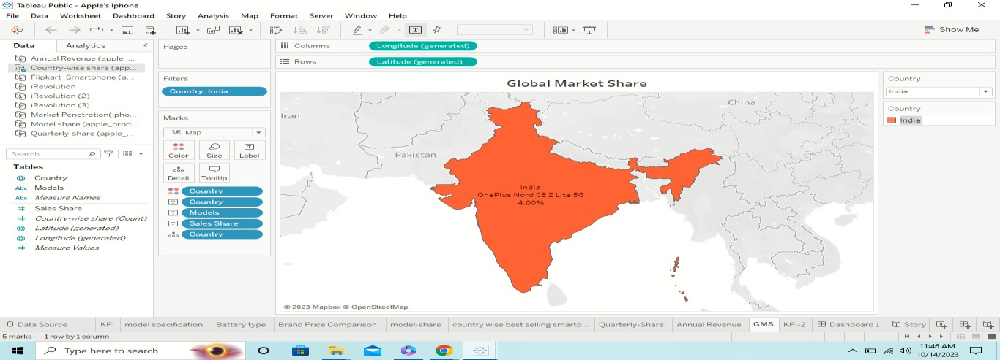 Tableau Public - Apple's Iphone
File Data Worksheet Dashboard Story Analysis Map Format Server Window Help
Show Me
Data Analytics
Annual Revenue (apple_...
Country-wise share (app...
Flipkart_Smartphone (a...
iRevolution
iRevolution (2)
iRevolution (3)
Market Penetration(ipho...
Model share (apple_prod...
Quarterly-share (apple_...
Search
Tables
Country
Abc Models
Abc Measure Names
Sales Share
Country-wise share (Count)
Latitude (generated)
Longitude (generated)
Measure Values
Pages
Filters
Country: India
Marks
Map
Color Size Label
Detail Tooltip
Country
Country
Models
Sales Share
Country
Columns Longitude (generated)
Rows Latitude (generated)
Global Market Share
Iran
China
Pakistan
India
OnePlus Nord CE 2 Lite 5G
4.00%
© 2023 Mapbox © OpenStreetMap
Country
India
Country
India
Data Source KPI model specification Battery type Brand Price Comparison model-share country wise best selling smartp... Quarterly-Share Annual Revenue GMS KPI-2 Dashboard 1 Story
5 marks 1 row by 1 column
Type here to search
11:46 AM
10/14/2023